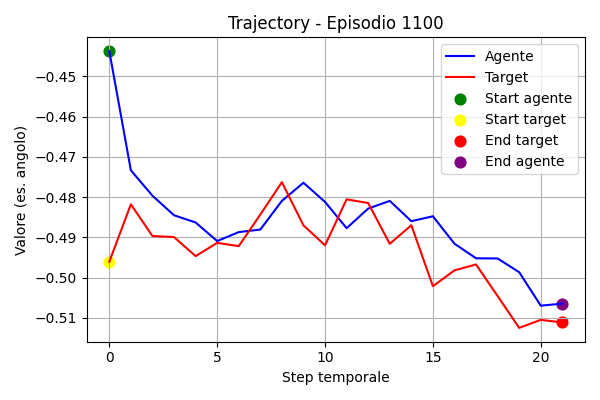 Trajectory - Episodio 1100
Valore (es. angolo)
−0.45
−0.46
−0.47
−0.48
−0.49
−0.50
−0.51
Agente
Target
Start agente
Start target
End target
End agente
0
5
10
15
20
Step temporale